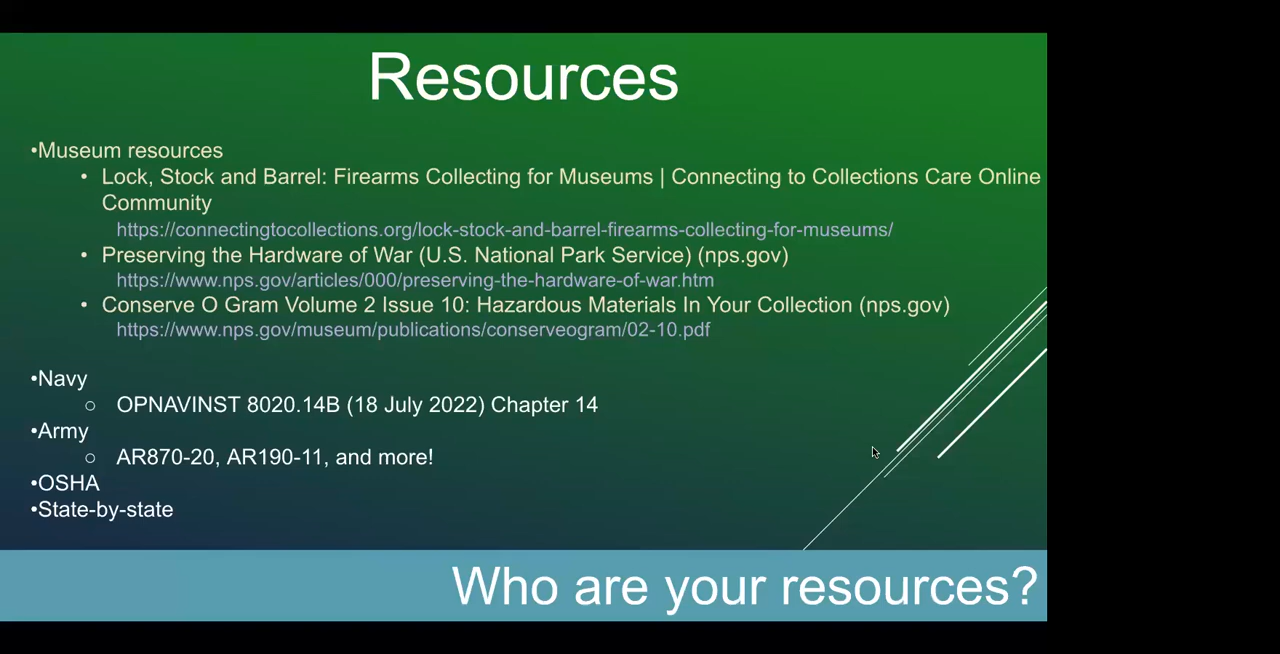 Resources
•Museum resources
• Lock, Stock and Barrel: Firearms Collecting for Museums | Connecting to Collections Care Online
Community
https://connectingtocollections.org/lock-stock-and-barrel-firearms-collecting-for-museums/
• Preserving the Hardware of War (U.S. National Park Service) (nps.gov)
https://www.nps.gov/articles/000/preserving-the-hardware-of-war.htm
• Conserve O Gram Volume 2 Issue 10: Hazardous Materials In Your Collection (nps.gov)
https://www.nps.gov/museum/publications/conserveogram/02-10.pdf
•Navy
○ OPNAVINST 8020.14B (18 July 2022) Chapter 14
•Army
○ AR870-20, AR190-11, and more!
•OSHA
•State-by-state
Who are your resources?